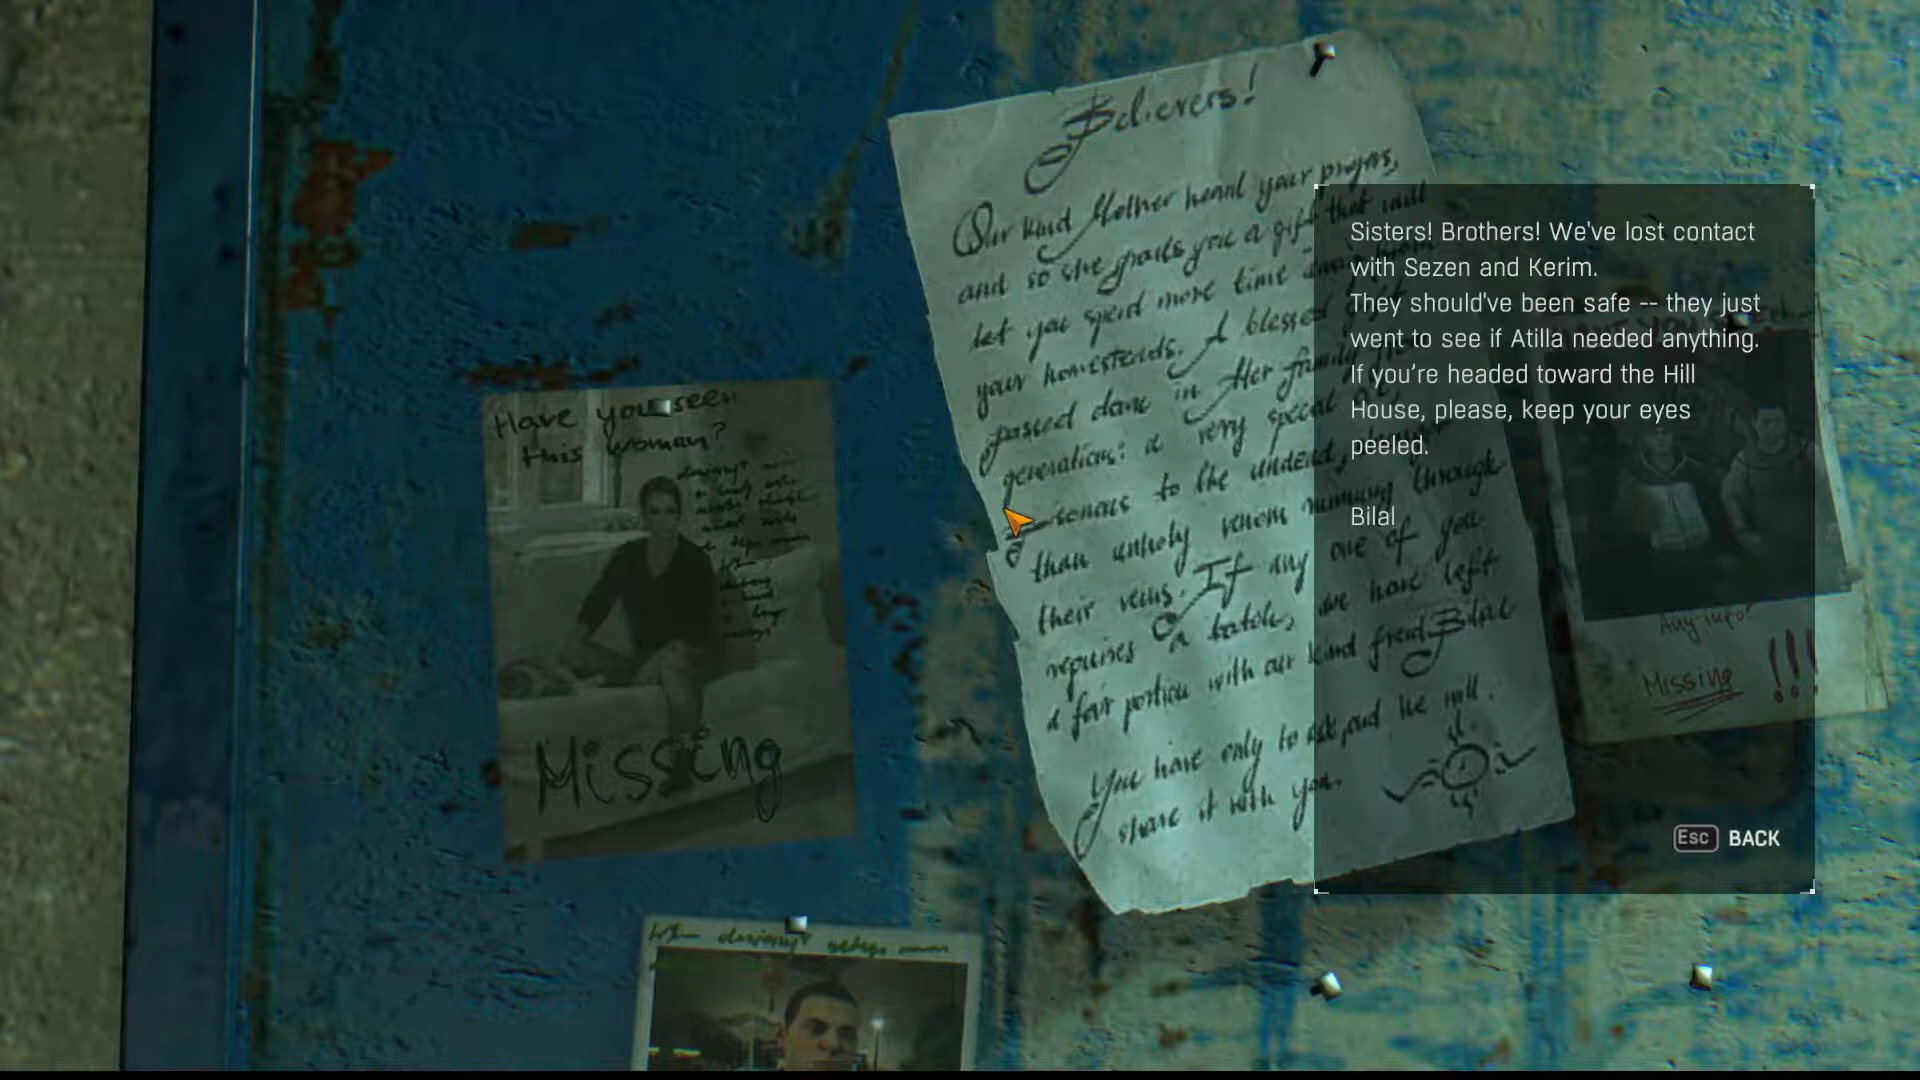 Believers!
Our kind Mother heard your prayers,
and so she grants you a gift that will
let you spend more time away from
your homesteads. A blessed gift
passed down in Her family for
generations: a very special
to the undead,
than unholy venom running through
their veins. If any one of you
requires a batch, we have left
a fair portion with our kind friend Bilal
You have only to ask, and he will
share it with you.
Sisters! Brothers! We've lost contact
with Sezen and Kerim.
They should've been safe -- they just
went to see if Atilla needed anything.
If you’re headed toward the Hill
House, please, keep your eyes
peeled.
Bilal
Esc BACK
Have you seen
this woman?
Missing
Any info?
Missing !!!